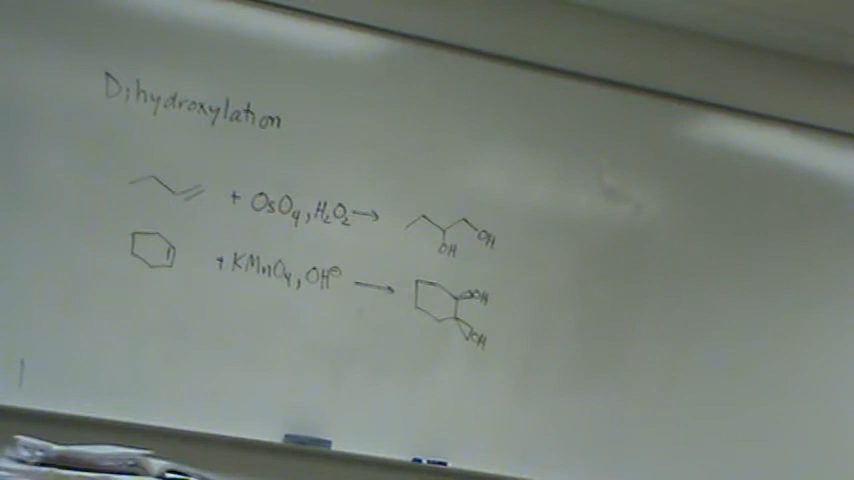 Dihydroxylation
+ OsO₄, H₂O₂ →
OH
OH
+ KMnO₄, OH⊖ →
OH
OH